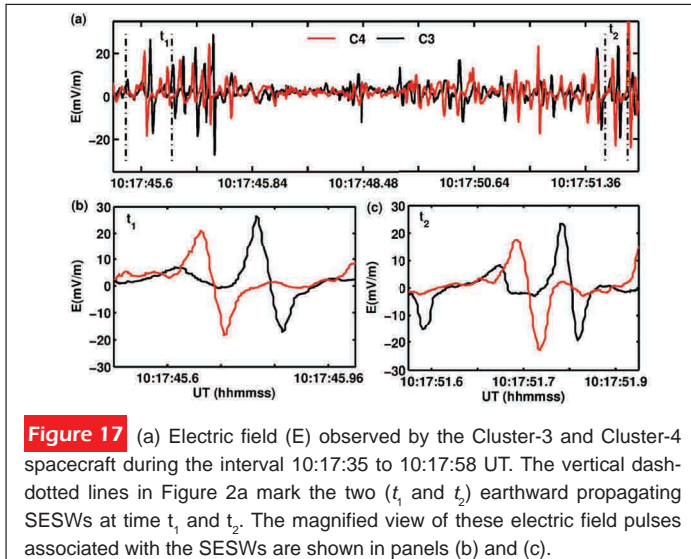 (a)
t1
C4
C3
t2
E(mV/m)
20
0
−20
10:17:45.6
10:17:45.84
10:17:48.48
10:17:50.64
10:17:51.36
(b)
t1
E(mV/m)
30
20
10
0
−10
−20
−30
10:17:45.6
10:17:45.96
UT (hhmmss)
(c)
t2
E(mV/m)
30
20
10
0
−10
−20
−30
10:17:51.6
10:17:51.7
10:17:51.9
UT (hhmmss)
Figure 17 (a) Electric field (E) observed by the Cluster-3 and Cluster-4
spacecraft during the interval 10:17:35 to 10:17:58 UT. The vertical dash-
dotted lines in Figure 2a mark the two (t1 and t2) earthward propagating
SESWs at time t1 and t2. The magnified view of these electric field pulses
associated with the SESWs are shown in panels (b) and (c).